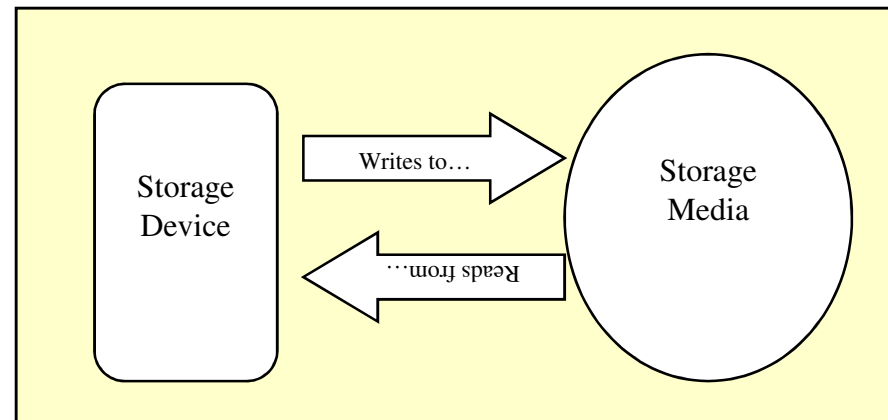 Storage
Device
Writes to…
Reads from…
Storage
Media